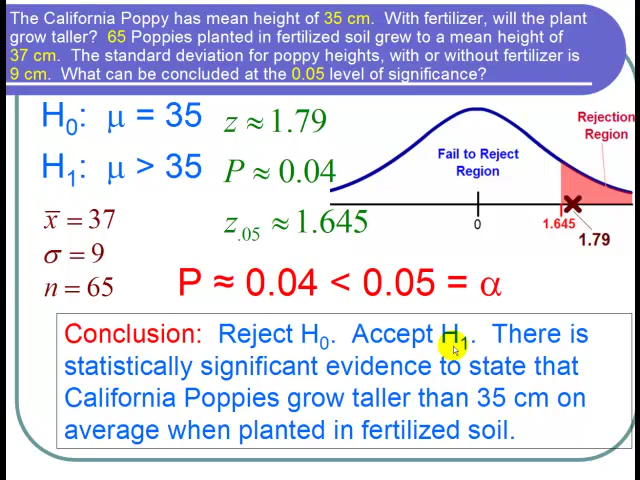 The California Poppy has mean height of 35 cm. With fertilizer, will the plant
grow taller? 65 Poppies planted in fertilized soil grew to a mean height of
37 cm. The standard deviation for poppy heights, with or without fertilizer is
9 cm. What can be concluded at the 0.05 level of significance?
H₀: μ = 35
z ≈ 1.79
H₁: μ > 35
P ≈ 0.04
z.₀₅ ≈ 1.645
x̄ = 37
σ = 9
n = 65
Rejection
Region
Fail to Reject
Region
0
1.645
1.79
P ≈ 0.04 < 0.05 = α
Conclusion: Reject H₀. Accept H₁. There is
statistically significant evidence to state that
California Poppies grow taller than 35 cm on
average when planted in fertilized soil.